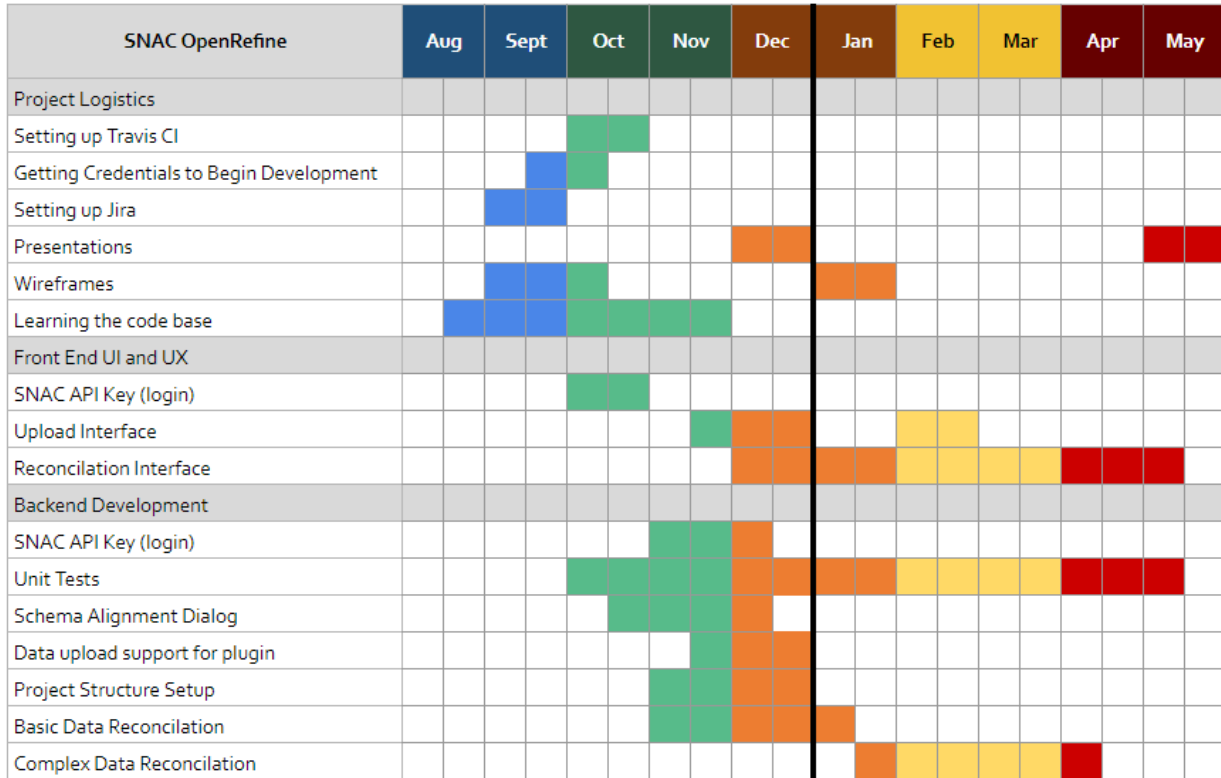 SNAC OpenRefine Aug Sept Oct Nov Dec Jan Feb Mar Apr May
Project Logistics
Setting up Travis CI
Getting Credentials to Begin Development
Setting up Jira
Presentations
Wireframes
Learning the code base
Front End UI and UX
SNAC API Key (login)
Upload Interface
Reconcilation Interface
Backend Development
SNAC API Key (login)
Unit Tests
Schema Alignment Dialog
Data upload support for plugin
Project Structure Setup
Basic Data Reconcilation
Complex Data Reconcilation